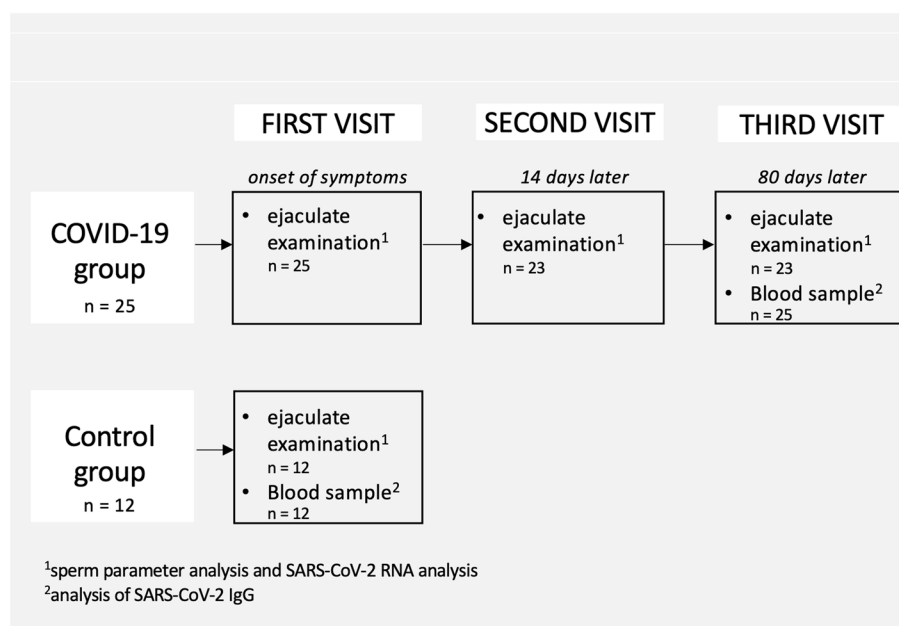 FIRST VISIT
SECOND VISIT
THIRD VISIT
onset of symptoms
14 days later
80 days later
COVID-19
group
n = 25
• ejaculate
examination¹
n = 25
• ejaculate
examination¹
n = 23
• ejaculate
examination¹
n = 23
• Blood sample²
n = 25
Control
group
n = 12
• ejaculate
examination¹
n = 12
• Blood sample²
n = 12
¹sperm parameter analysis and SARS-CoV-2 RNA analysis
²analysis of SARS-CoV-2 IgG